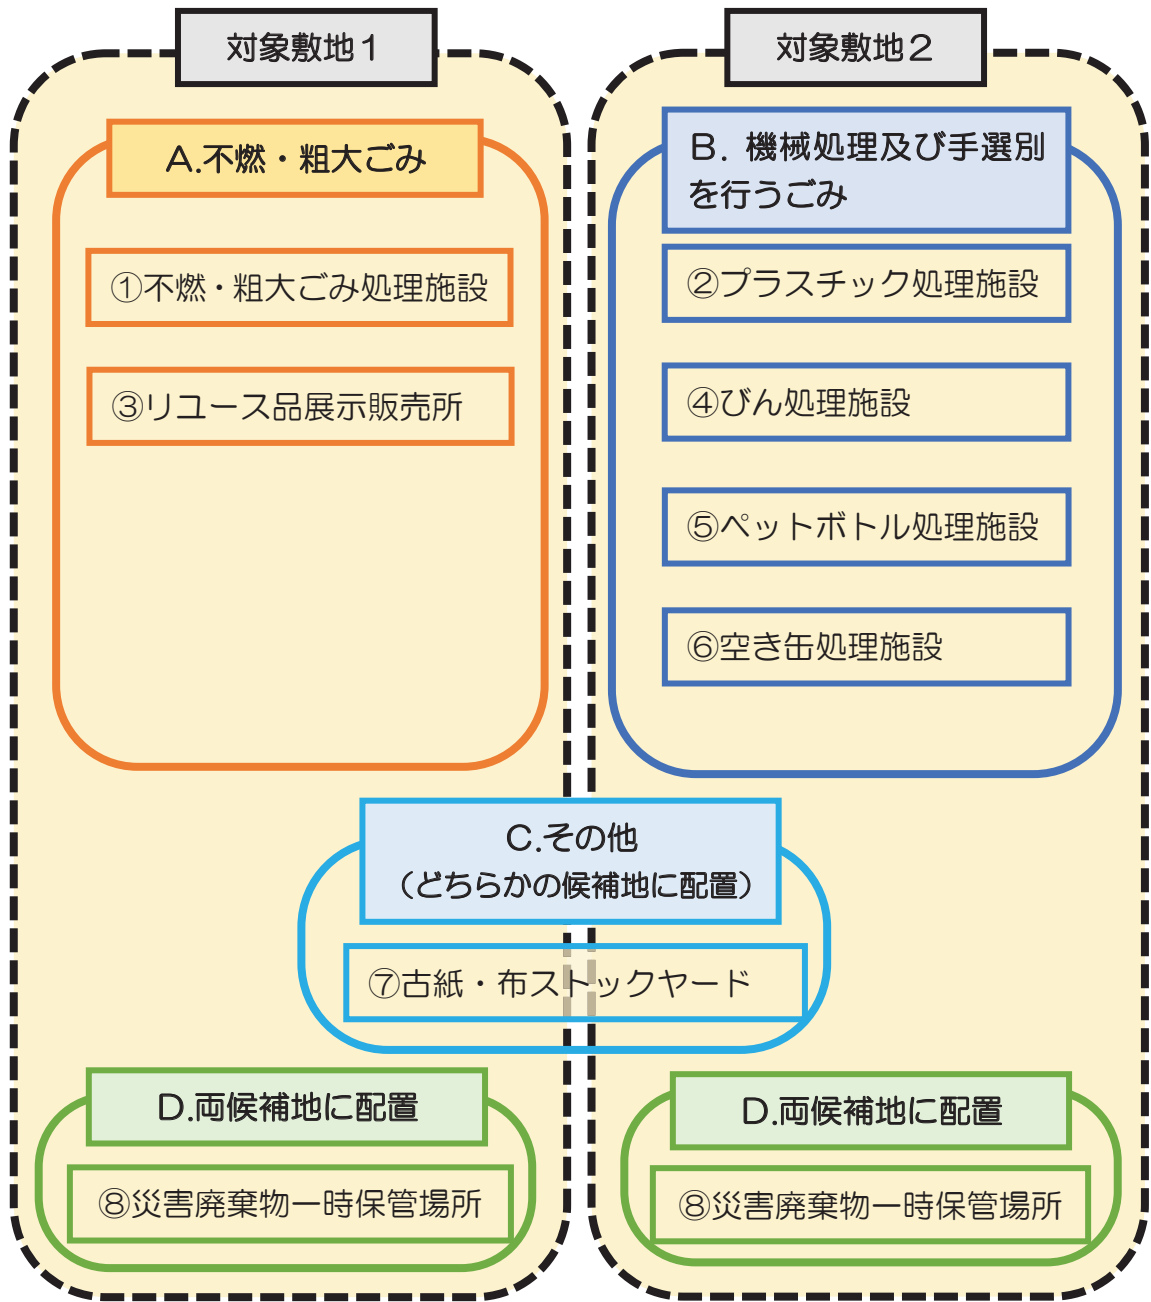 対象敷地１
A.不燃・粗大ごみ
①不燃・粗大ごみ処理施設
③リユース品展示販売所
対象敷地２
B．機械処理及び手選別
を行うごみ
②プラスチック処理施設
④びん処理施設
⑤ペットボトル処理施設
⑥空き缶処理施設
C.その他
（どちらかの候補地に配置）
⑦古紙・布ストックヤード
D.両候補地に配置
⑧災害廃棄物一時保管場所
D.両候補地に配置
⑧災害廃棄物一時保管場所